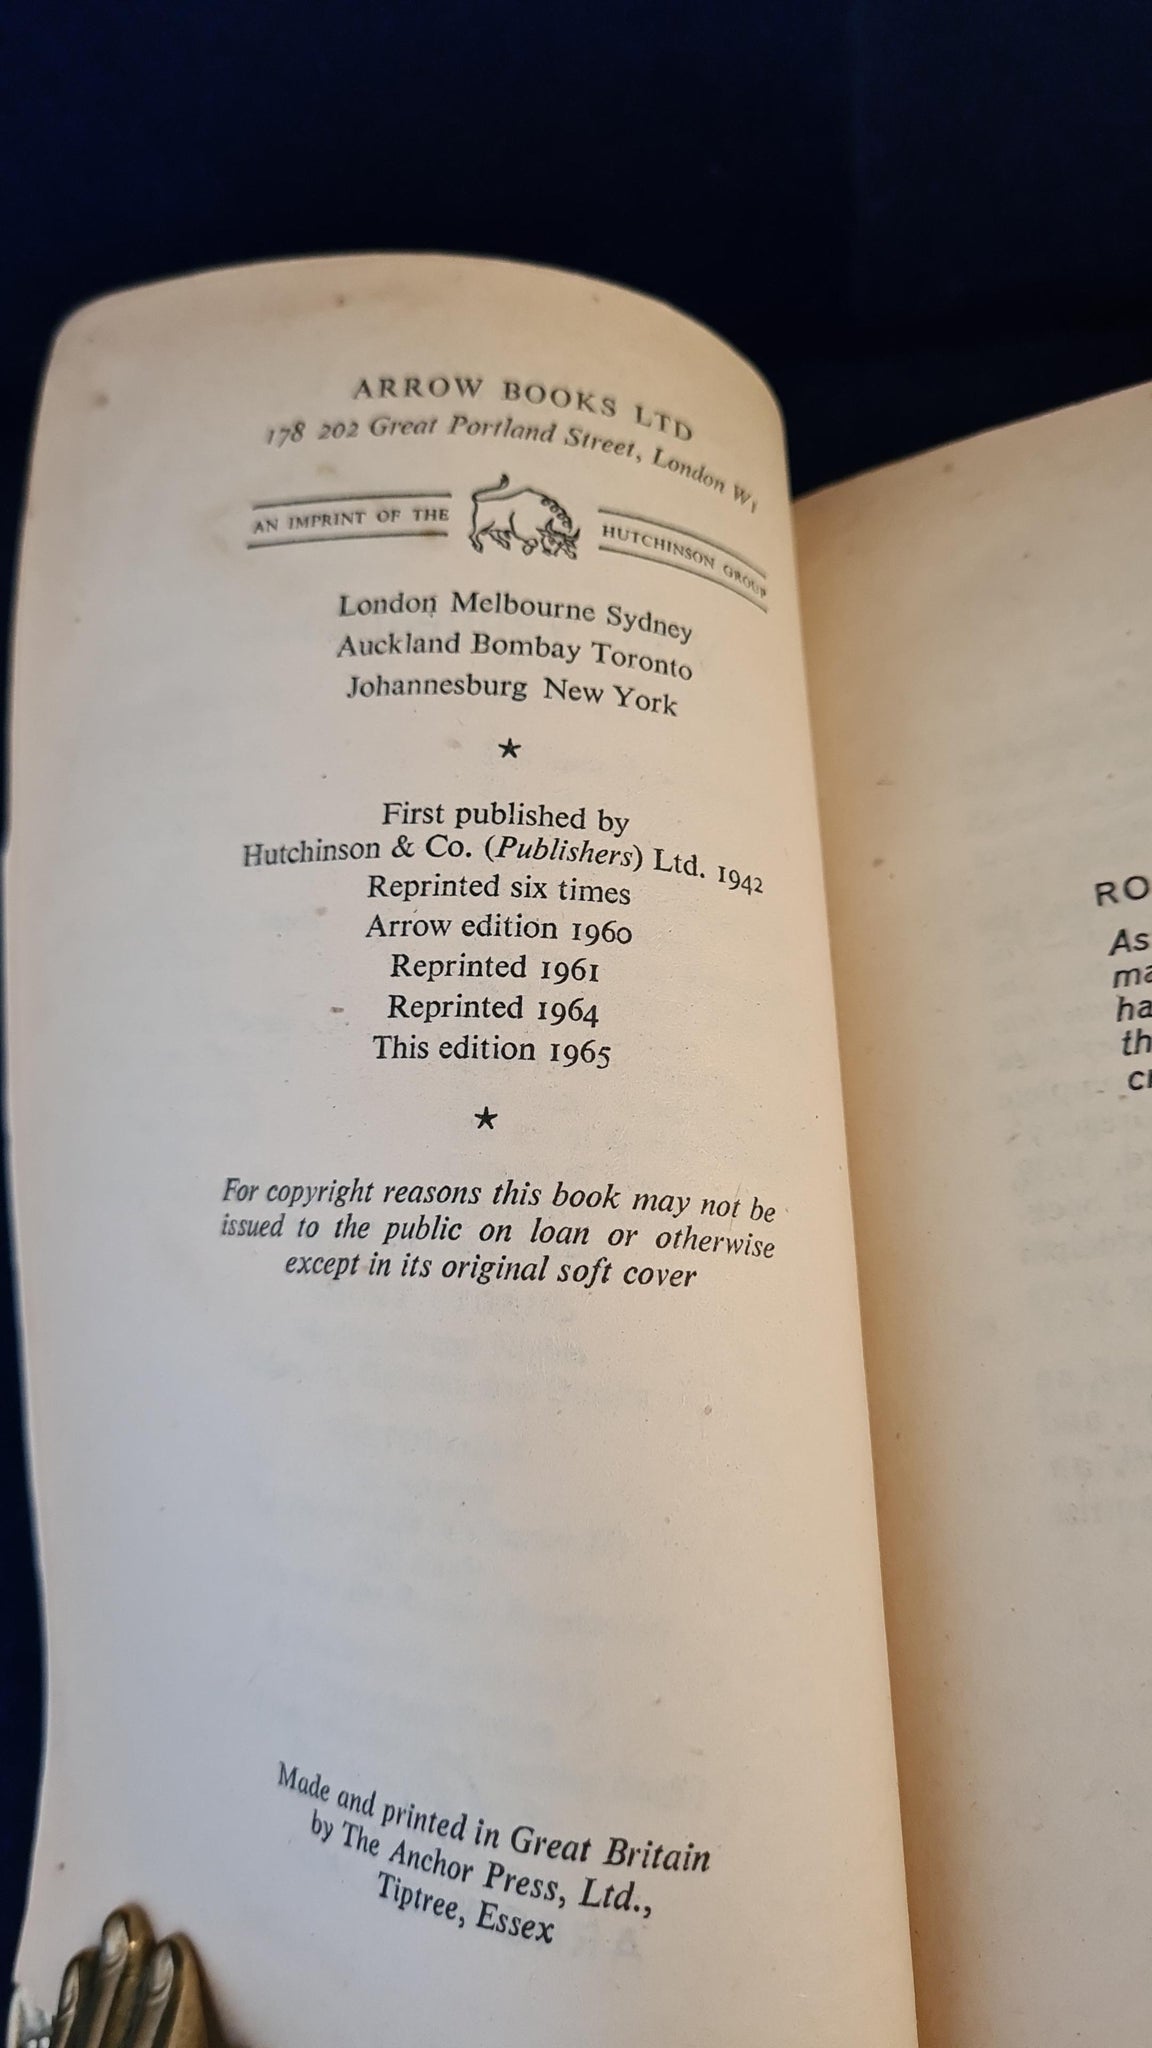 ARROW BOOKS LTD
178 202 Great Portland Street, London W1
AN IMPRINT OF THE HUTCHINSON GROUP
London Melbourne Sydney
Auckland Bombay Toronto
Johannesburg New York
★
First published by
Hutchinson & Co. (Publishers) Ltd. 1942
Reprinted six times
Arrow edition 1960
Reprinted 1961
Reprinted 1964
This edition 1965
★
For copyright reasons this book may not be
issued to the public on loan or otherwise
except in its original soft cover
Made and printed in Great Britain
by The Anchor Press, Ltd.,
Tiptree, Essex
RO
As
ma
ha
th